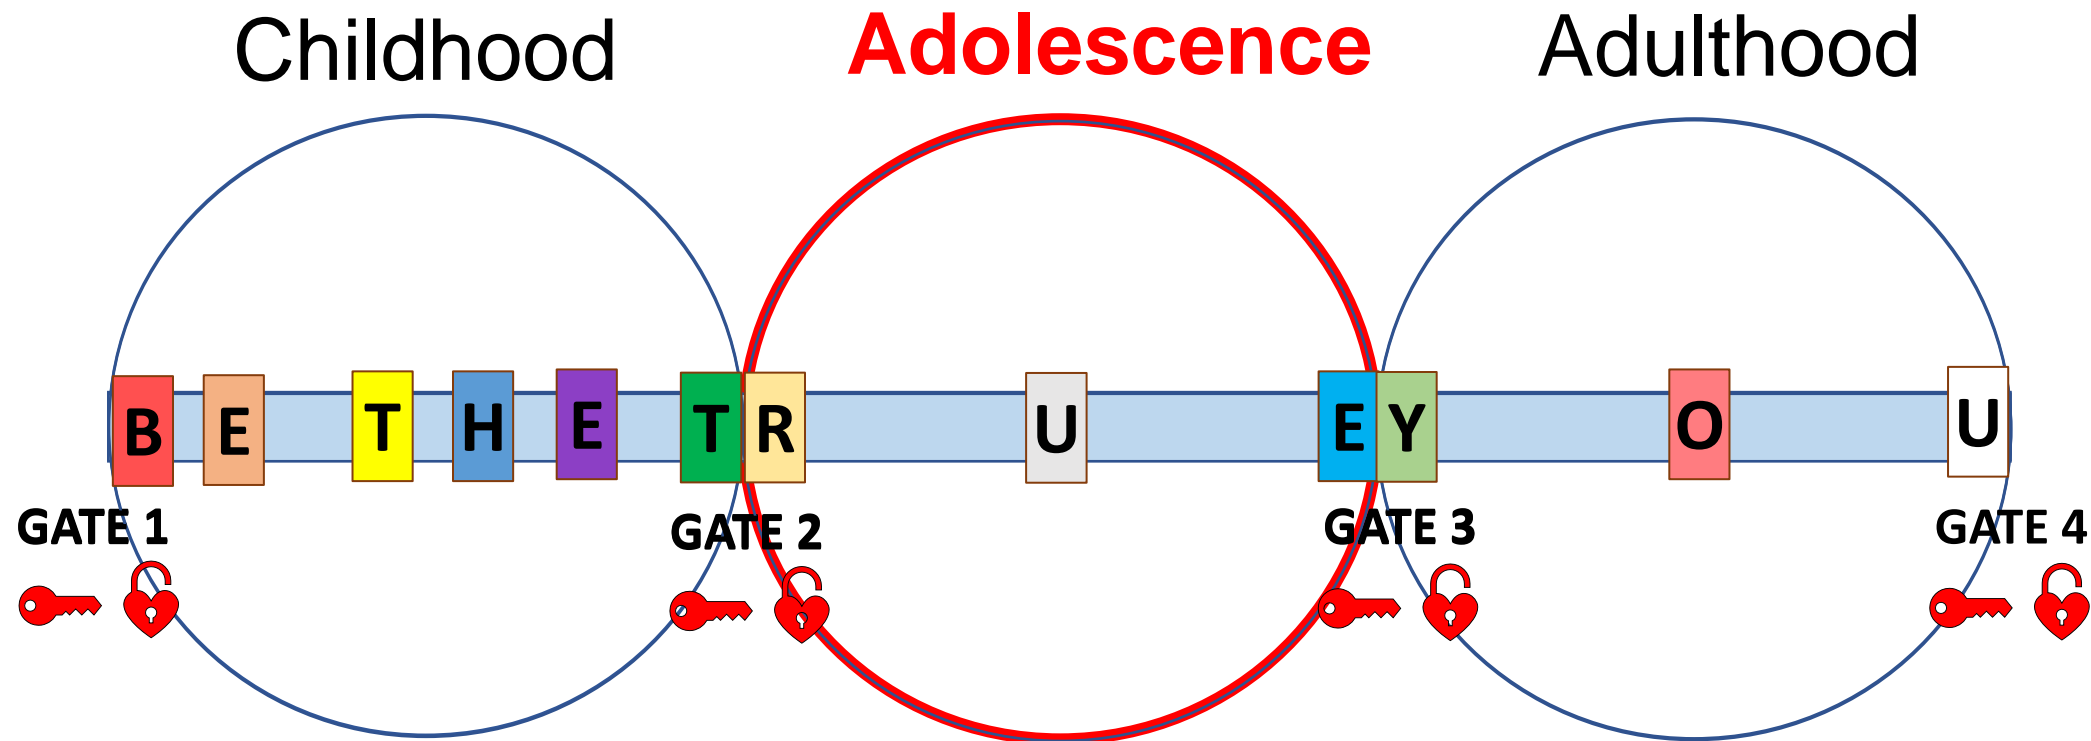 Childhood Adolescence Adulthood
B E T H E T R U E Y O U
GATE 1 GATE 2 GATE 3 GATE 4